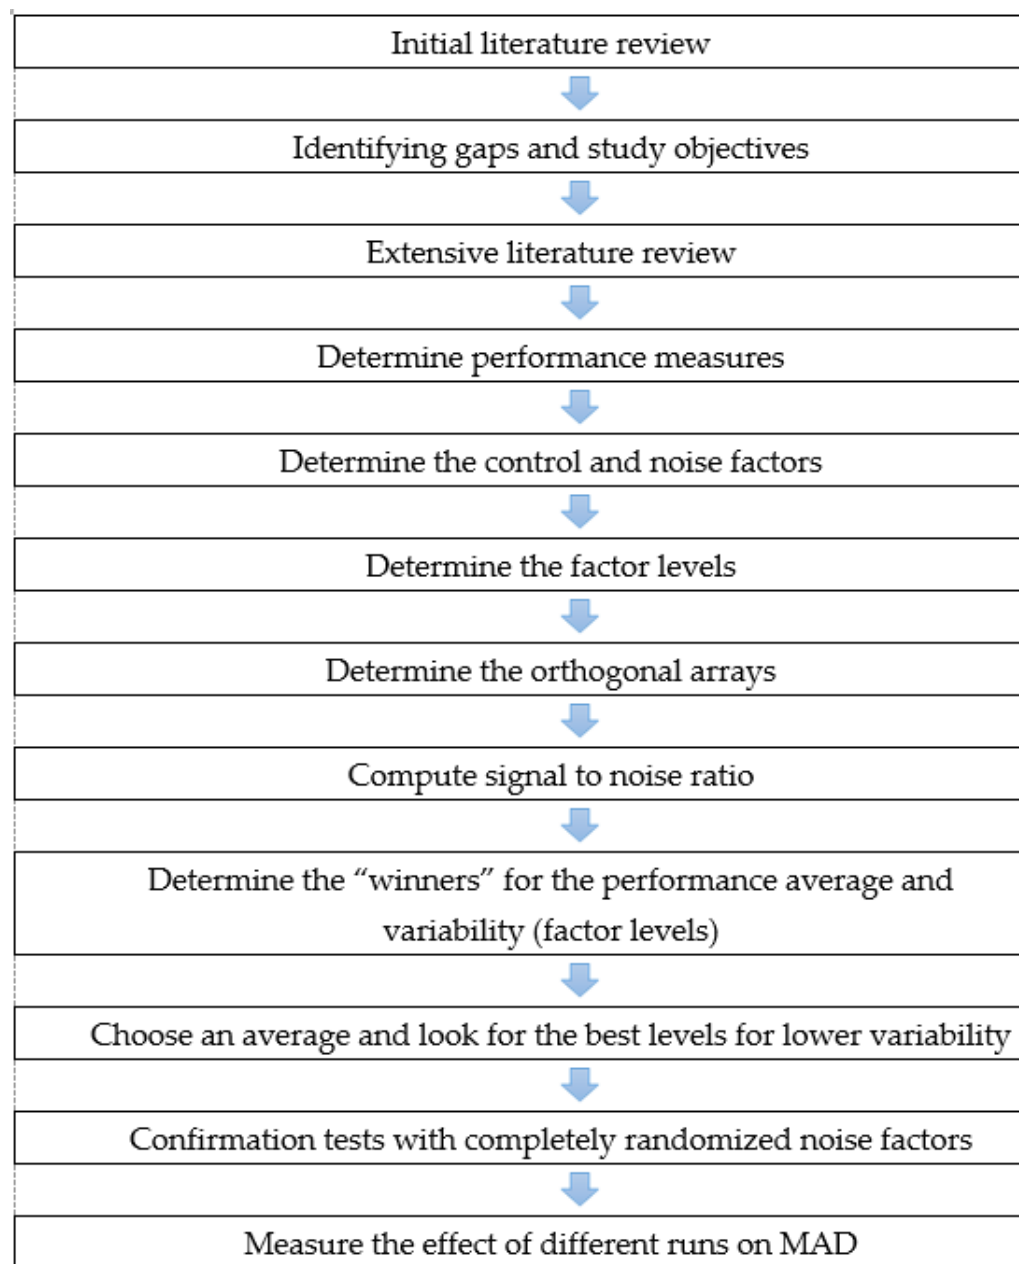 Initial literature review
Identifying gaps and study objectives
Extensive literature review
Determine performance measures
Determine the control and noise factors
Determine the factor levels
Determine the orthogonal arrays
Compute signal to noise ratio
Determine the “winners” for the performance average and
variability (factor levels)
Choose an average and look for the best levels for lower variability
Confirmation tests with completely randomized noise factors
Measure the effect of different runs on MAD